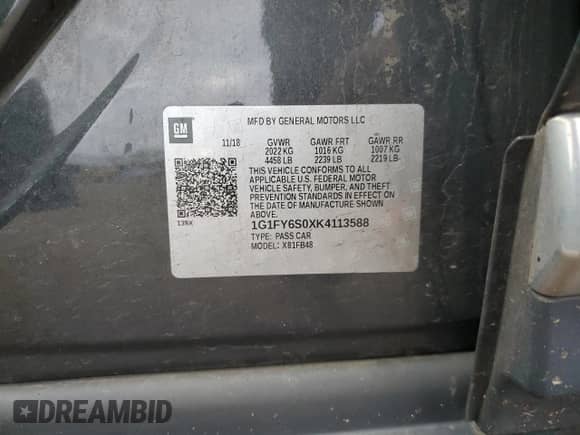 MFD BY GENERAL MOTORS LLC
GM
11/18 GVWR GAWR FRT GAWR RR
2022 KG 1016 KG 1007 KG
4458 LB 2239 LB 2219 LB
THIS VEHICLE CONFORMS TO ALL
APPLICABLE U.S. FEDERAL MOTOR
VEHICLE SAFETY, BUMPER, AND THEFT
PREVENTION STANDARDS IN EFFECT ON
THE DATE OF MANUFACTURE SHOWN
ABOVE.
1G1FY6S0XK4113588
TYPE: PASS CAR
MODEL: X81FB48
DREAMBID